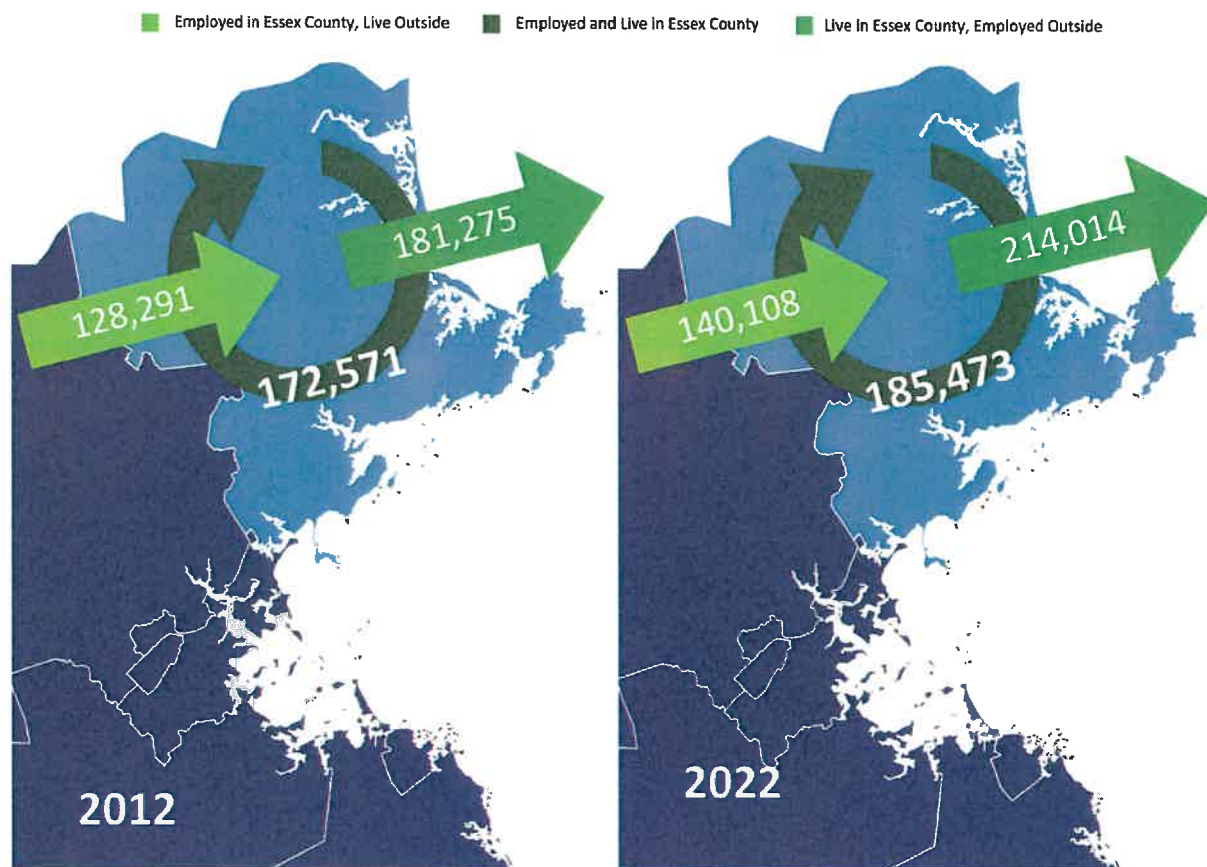 Employed in Essex County, Live Outside
Employed and Live in Essex County
Live in Essex County, Employed Outside
181,275
128,291
172,571
2012
214,014
140,108
185,473
2022